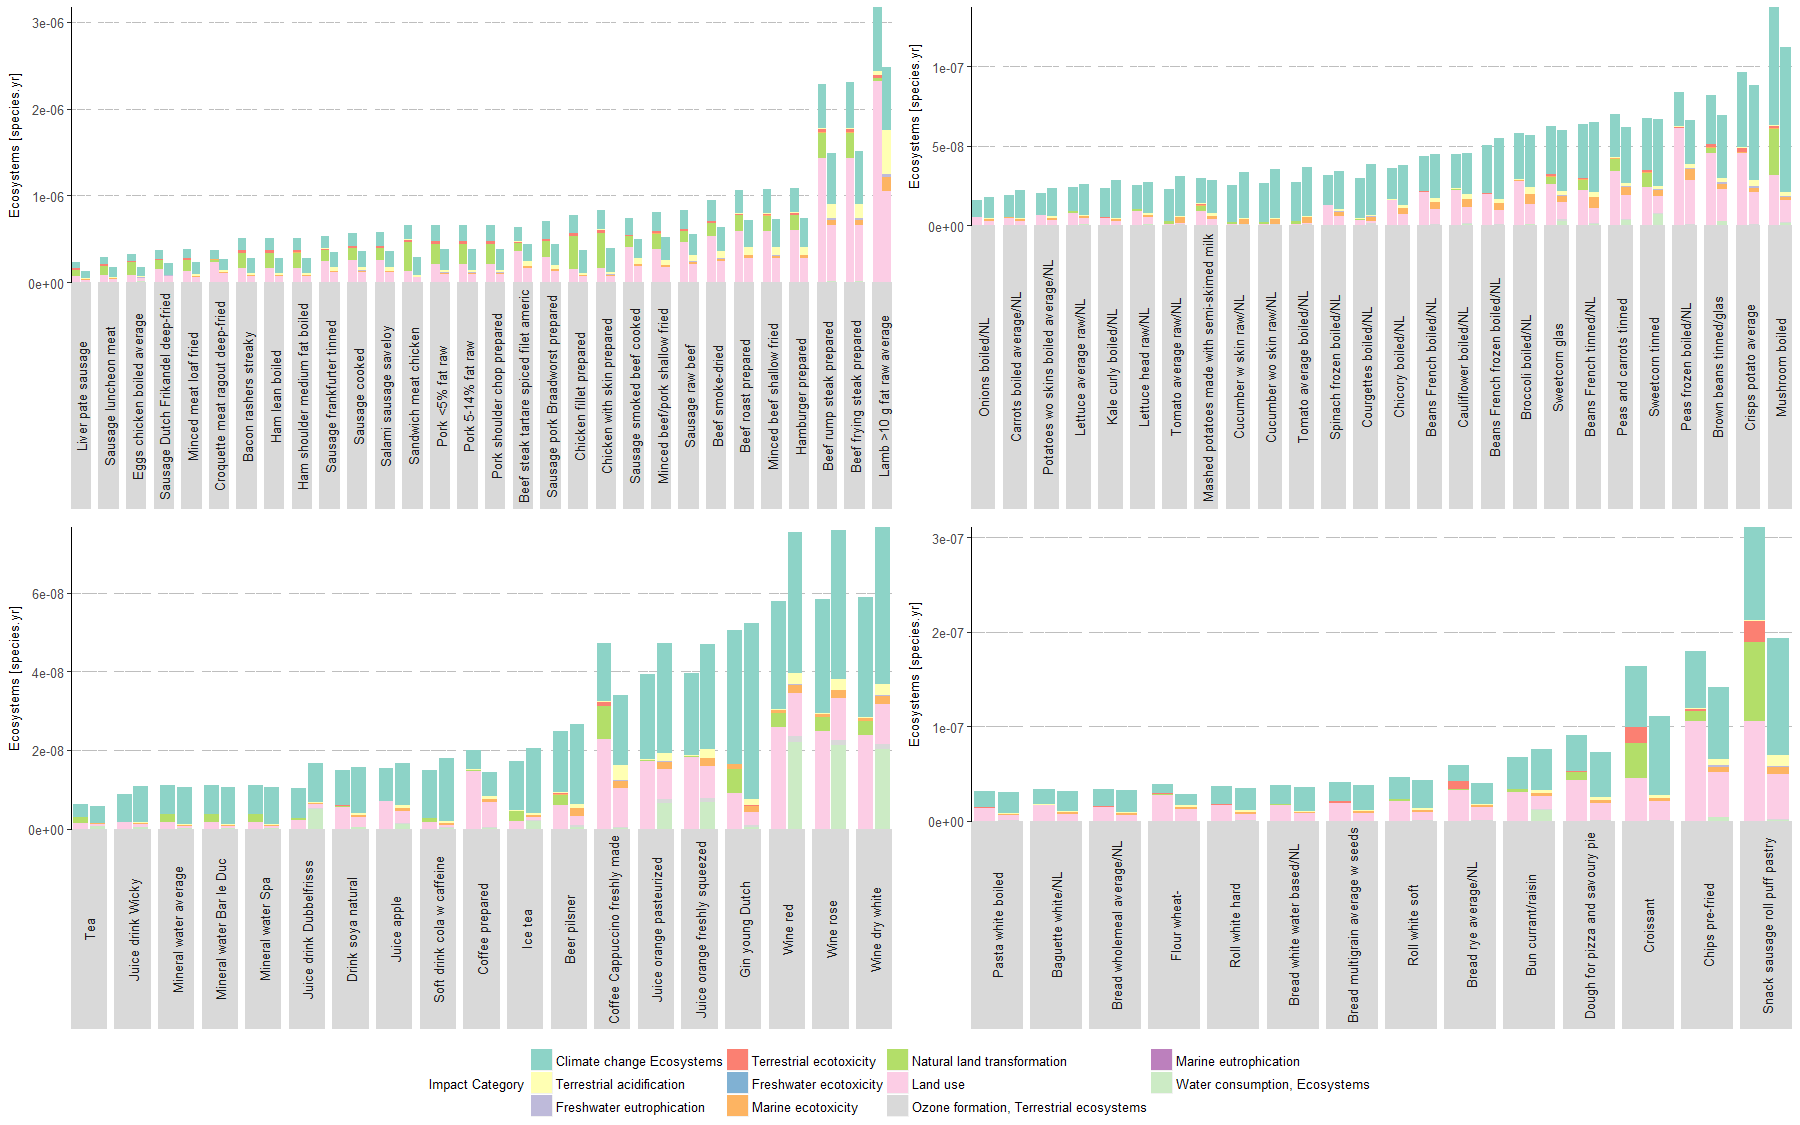 Ecosystems [species.yr]
3e-06
2e-06
1e-06
0e+00
Liver pate sausage
Sausage luncheon meat
Eggs chicken boiled average
Sausage Dutch Frikandel deep-fried
Minced meat loaf fried
Croquette meat ragout deep-fried
Bacon rashers streaky
Ham lean boiled
Ham shoulder medium fat boiled
Sausage frankfurter tinned
Sausage cooked
Salami sausage saveloy
Sandwich meat chicken
Pork <5% fat raw
Pork 5-14% fat raw
Pork shoulder chop prepared
Beef steak tartare spiced filet americ
Sausage pork Braadworst prepared
Chicken fillet prepared
Chicken with skin prepared
Sausage smoked beef cooked
Minced beef/pork shallow fried
Sausage raw beef
Beef smoke-dried
Beef roast prepared
Minced beef shallow fried
Hamburger prepared
Beef rump steak prepared
Beef frying steak prepared
Lamb >10 g fat raw average
Ecosystems [species.yr]
1e-07
5e-08
0e+00
Onions boiled/NL
Carrots boiled average/NL
Potatoes wo skins boiled average/NL
Lettuce average raw/NL
Kale curly boiled/NL
Lettuce head raw/NL
Tomato average raw/NL
Mashed potatoes made with semi-skimed milk
Cucumber w skin raw/NL
Cucumber wo skin raw/NL
Tomato average boiled/NL
Spinach frozen boiled/NL
Courgettes boiled/NL
Chicory boiled/NL
Beans French boiled/NL
Cauliflower boiled/NL
Beans French frozen boiled/NL
Broccoli boiled/NL
Sweetcorn glas
Beans French tinned/NL
Peas and carrots tinned
Sweetcorn tinned
Peas frozen boiled/NL
Brown beans tinned/glas
Crisps potato average
Mushroom boiled
Ecosystems [species.yr]
6e-08
4e-08
2e-08
0e+00
Tea
Juice drink Wicky
Mineral water average
Mineral water Bar le Duc
Mineral water Spa
Juice drink Dubbelfrisss
Drink soya natural
Juice apple
Soft drink cola w caffeine
Coffee prepared
Ice tea
Beer pilsner
Coffee Cappuccino freshly made
Juice orange pasteurized
Juice orange freshly squeezed
Gin young Dutch
Wine red
Wine rose
Wine dry white
Ecosystems [species.yr]
3e-07
2e-07
1e-07
0e+00
Pasta white boiled
Baguette white/NL
Bread wholemeal average/NL
Flour wheat-
Roll white hard
Bread white water based/NL
Bread multigrain average w seeds
Roll white soft
Bread rye average/NL
Bun currant/raisin
Dough for pizza and savoury pie
Croissant
Chips pre-fried
Snack sausage roll puff pastry
Impact Category
Climate change Ecosystems
Terrestrial acidification
Freshwater eutrophication
Terrestrial ecotoxicity
Freshwater ecotoxicity
Marine ecotoxicity
Natural land transformation
Land use
Ozone formation, Terrestrial ecosystems
Marine eutrophication
Water consumption, Ecosystems